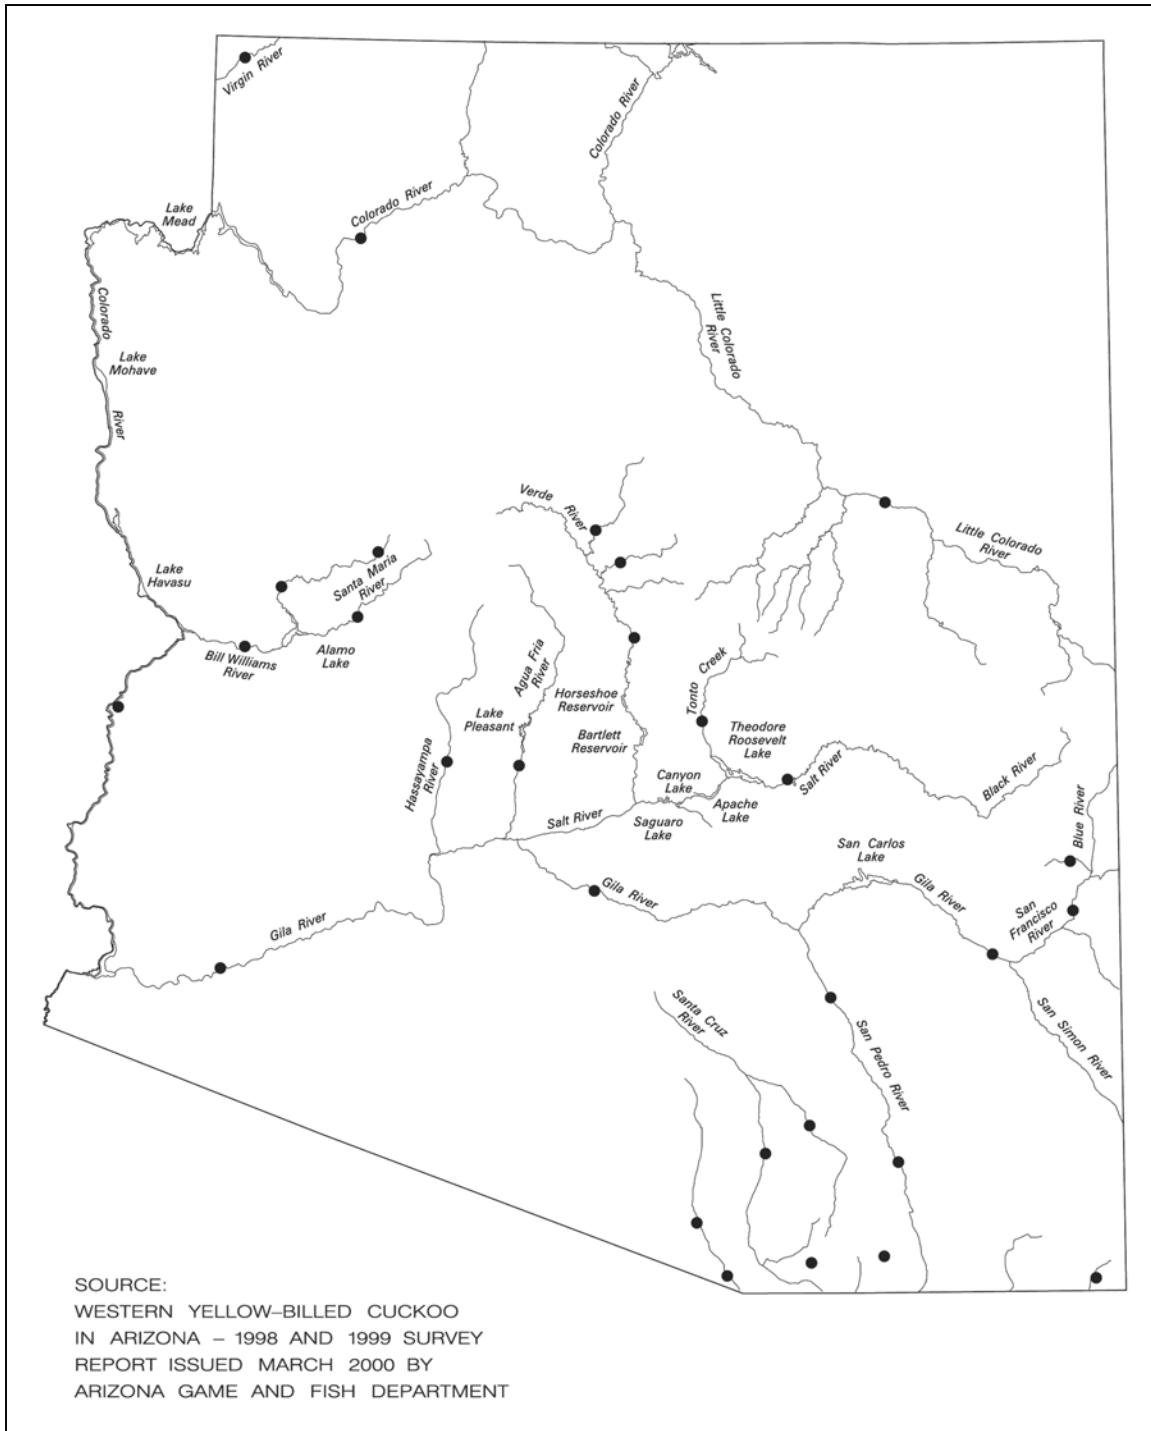 Virgin River
Colorado River
Colorado River
Lake
Mead
Colorado
River
Lake
Mohave
Little Colorado
River
Verde
River
Little Colorado
River
Lake
Havasu
Santa Maria
River
Bill Williams
River
Alamo
Lake
Agua Fria
River
Tonto Creek
Horseshoe
Reservoir
Lake
Pleasant
Bartlett
Reservoir
Theodore
Roosevelt
Lake
Hassayampa
River
Canyon
Lake
Salt River
Black River
Apache
Lake
Salt River
Saguaro
Lake
Blue River
San Carlos
Lake
Gila River
Gila River
San
Francisco
River
Gila River
Santa Cruz
River
San Pedro River
San Simon River
SOURCE:
WESTERN YELLOW–BILLED CUCKOO
IN ARIZONA – 1998 AND 1999 SURVEY
REPORT ISSUED MARCH 2000 BY
ARIZONA GAME AND FISH DEPARTMENT